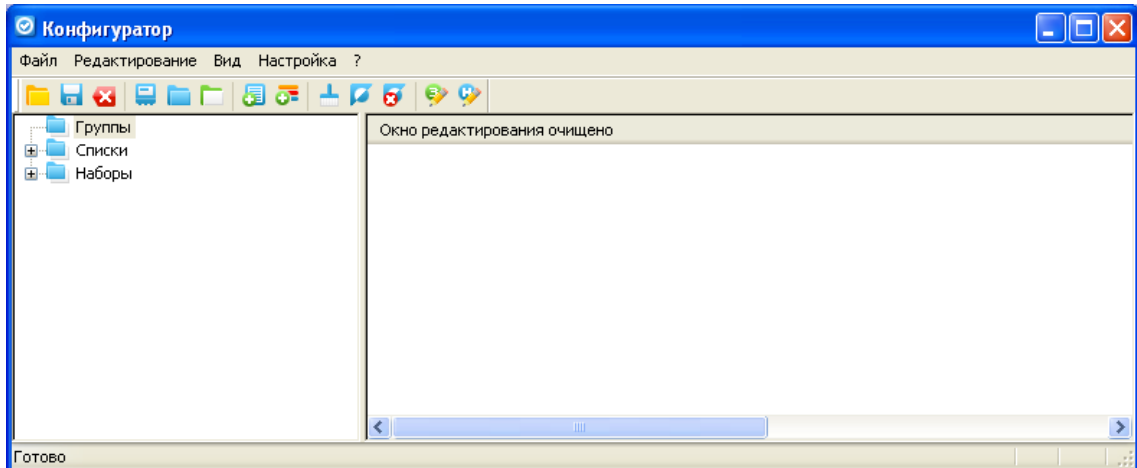 Конфигуратор
Файл Редактирование Вид Настройка ?
Группы
Списки
Наборы
Окно редактирования очищено
Готово